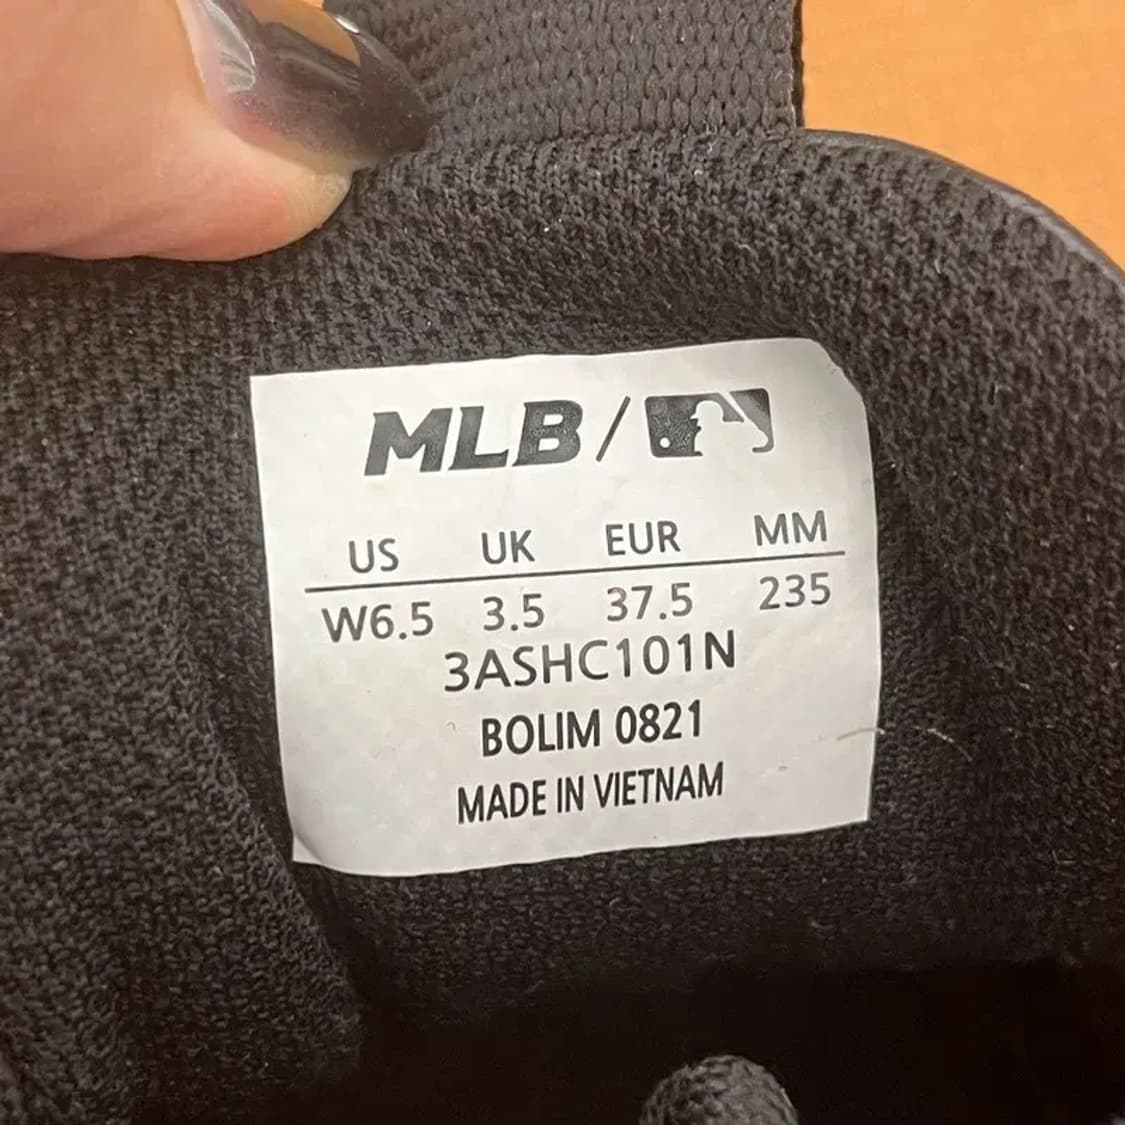 MLB /
US UK EUR MM
W6.5 3.5 37.5 235
3ASHC101N
BOLIM 0821
MADE IN VIETNAM